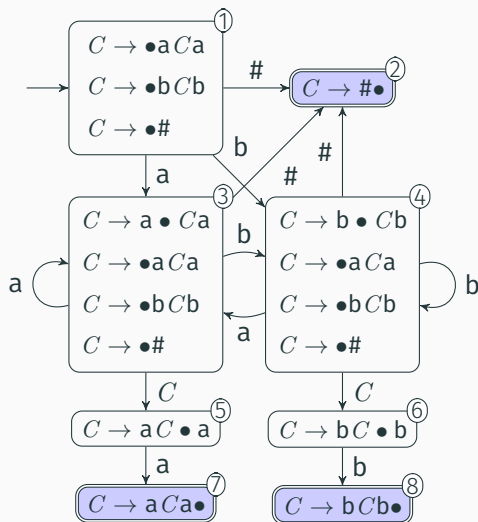 1
C → •aCa
C → •bCb
C → •#
#
2
C → #•
b
a
#
#
3
C → a • Ca
C → •aCa
C → •bCb
C → •#
4
C → b • Cb
C → •aCa
C → •bCb
C → •#
a
b
a
b
C
C
5
C → aC • a
6
C → bC • b
a
b
7
C → aCa•
8
C → bCb•